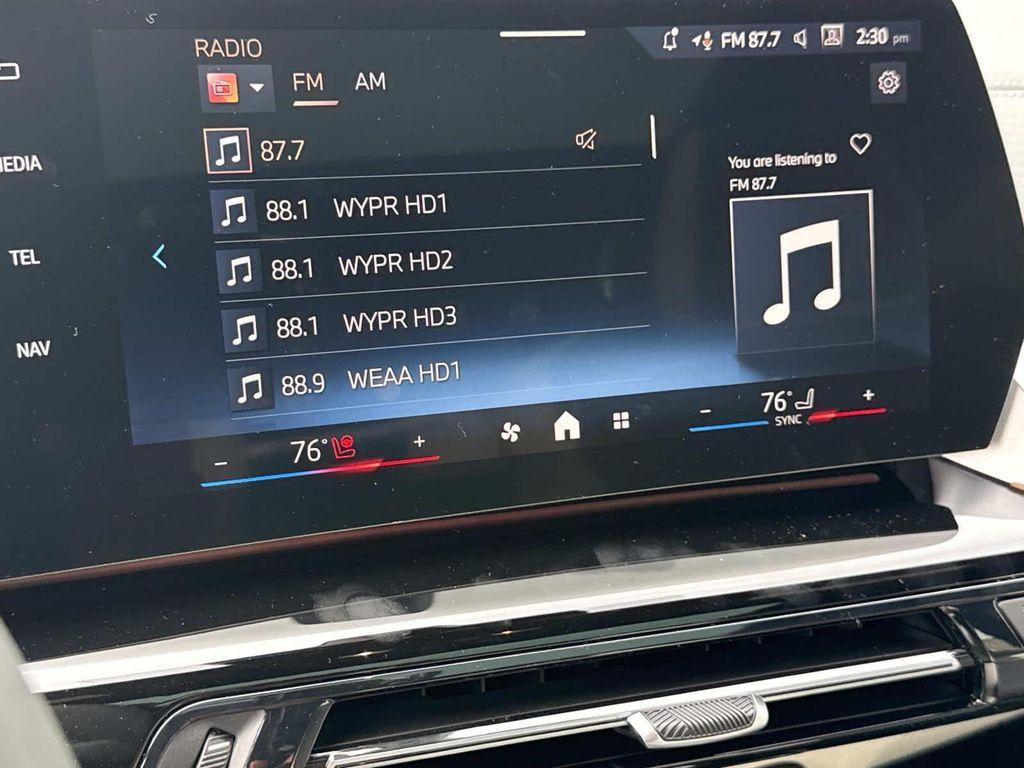 RADIO
FM 87.7 2:30 pm
FM AM
MEDIA
87.7
You are listening to
FM 87.7
88.1 WYPR HD1
TEL
88.1 WYPR HD2
88.1 WYPR HD3
NAV
88.9 WEAA HD1
76° - +
76° - +
SYNC